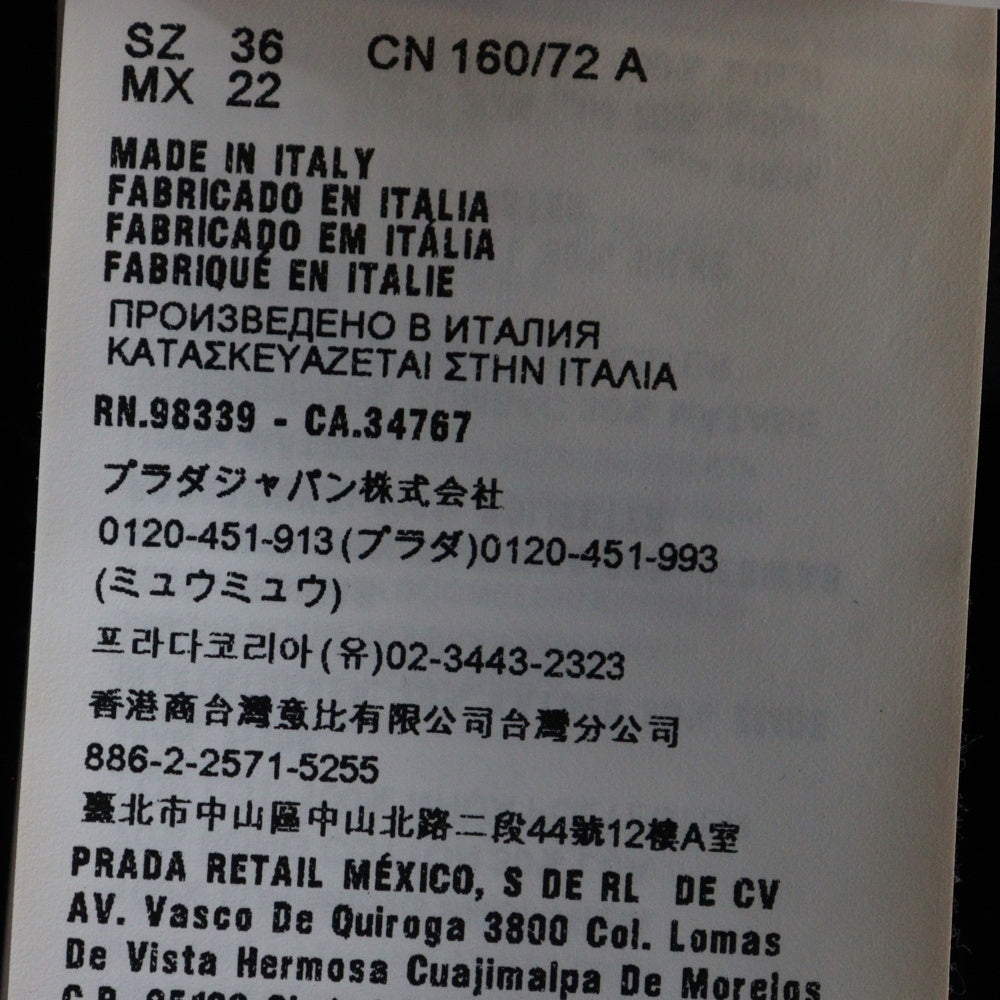 SZ 36 CN 160/72 A
MX 22
MADE IN ITALY
FABRICADO EN ITALIA
FABRICADO EM ITÁLIA
FABRIQUÉ EN ITALIE
ПРОИЗВЕДЕНО В ИТАЛИЯ
ΚΑΤΑΣΚΕΥΑΖΕΤΑΙ ΣΤΗΝ ΙΤΑΛΙΑ
RN.98339 - CA.34767
プラダジャパン株式会社
0120-451-913(プラダ)0120-451-993
(ミュウミュウ)
프라다코리아(유)02-3443-2323
香港商台灣意比有限公司台灣分公司
886-2-2571-5255
臺北市中山區中山北路二段44號12樓A室
PRADA RETAIL MÉXICO, S DE RL DE CV
AV. Vasco De Quiroga 3800 Col. Lomas
De Vista Hermosa Cuajimalpa De Morelos